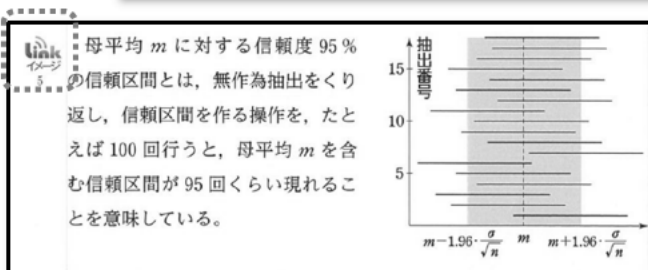 Link
イメージ
5
母平均 m に対する信頼度 95 %
の信頼区間とは，無作為抽出をくり
返し，信頼区間を作る操作を，たと
えば 100 回行うと，母平均 m を含
む信頼区間が 95 回くらい現れるこ
とを意味している。
抽出番号
15
10
5
m−1.96·σ/√n m m+1.96·σ/√n